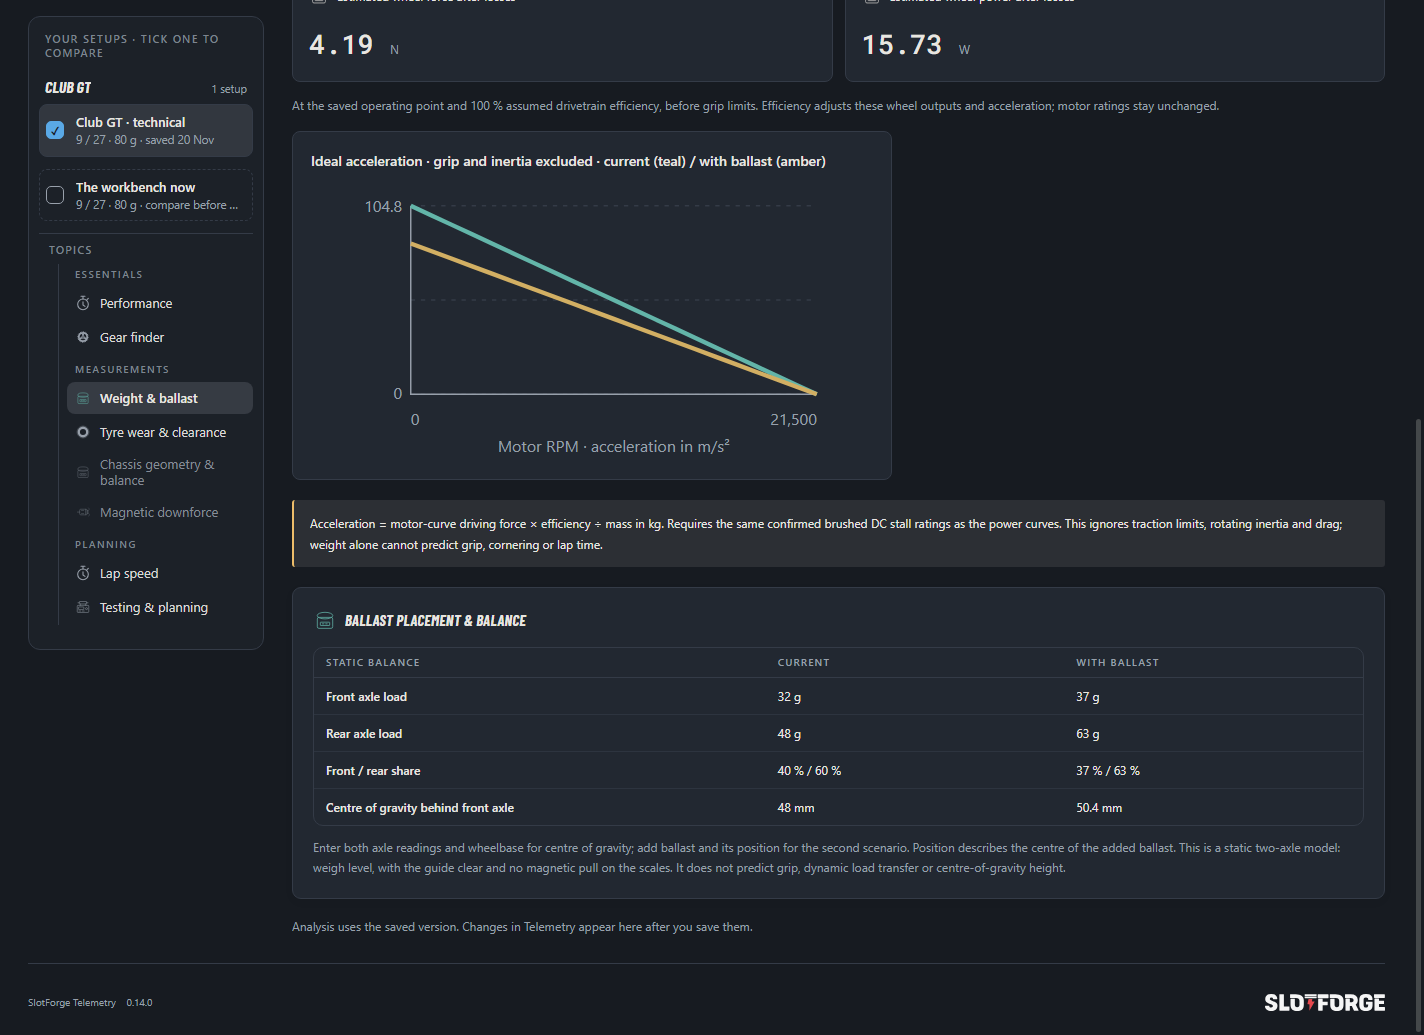 YOUR SETUPS · TICK ONE TO
COMPARE
CLUB GT
1 setup
Club GT · technical
9 / 27 · 80 g · saved 20 Nov
The workbench now
9 / 27 · 80 g · compare before ...
TOPICS
ESSENTIALS
Performance
Gear finder
MEASUREMENTS
Weight & ballast
Tyre wear & clearance
Chassis geometry &
balance
Magnetic downforce
PLANNING
Lap speed
Testing & planning
4.19 N
15.73 W
At the saved operating point and 100 % assumed drivetrain efficiency, before grip limits. Efficiency adjusts these wheel outputs and acceleration; motor ratings stay unchanged.
Ideal acceleration · grip and inertia excluded · current (teal) / with ballast (amber)
104.8
0
0
21,500
Motor RPM · acceleration in m/s²
Acceleration = motor-curve driving force × efficiency ÷ mass in kg. Requires the same confirmed brushed DC stall ratings as the power curves. This ignores traction limits, rotating inertia and drag;
weight alone cannot predict grip, cornering or lap time.
BALLAST PLACEMENT & BALANCE
STATIC BALANCE CURRENT WITH BALLAST
Front axle load 32 g 37 g
Rear axle load 48 g 63 g
Front / rear share 40 % / 60 % 37 % / 63 %
Centre of gravity behind front axle 48 mm 50.4 mm
Enter both axle readings and wheelbase for centre of gravity; add ballast and its position for the second scenario. Position describes the centre of the added ballast. This is a static two-axle model:
weigh level, with the guide clear and no magnetic pull on the scales. It does not predict grip, dynamic load transfer or centre-of-gravity height.
Analysis uses the saved version. Changes in Telemetry appear here after you save them.
SlotForge Telemetry 0.14.0
SLOTFORGE